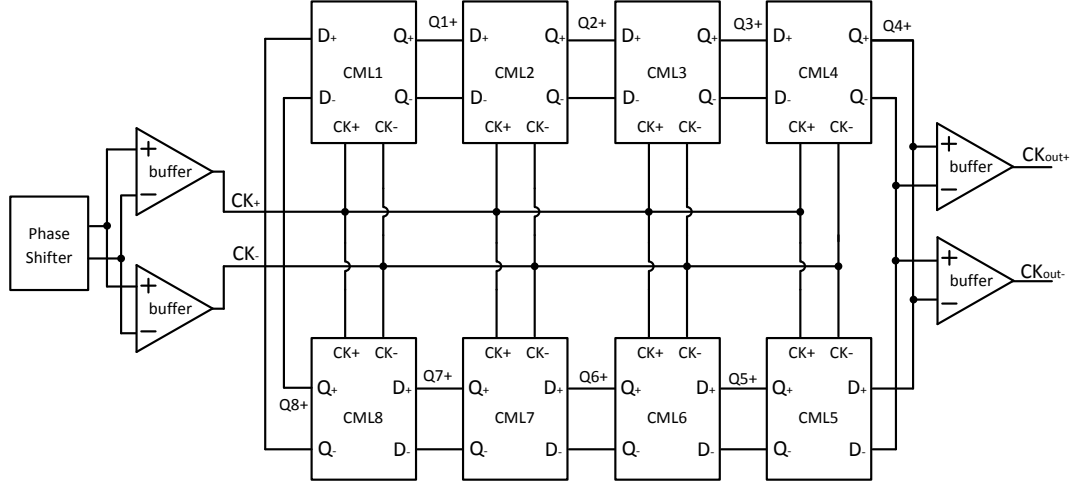 D+ Q+ Q1+ D+ Q+ Q2+ D+ Q+ Q3+ D+ Q+ Q4+
CML1 CML2 CML3 CML4
D- Q- D- Q- D- Q- D- Q-
CK+ CK- CK+ CK- CK+ CK- CK+ CK-
+ buffer −
+ buffer −
CKout+
CK+
Phase
Shifter
CK-
+ buffer −
+ buffer −
CKout-
CK+ CK- CK+ CK- CK+ CK- CK+ CK-
Q8+ Q+ D+ Q7+ Q+ D+ Q6+ Q+ D+ Q5+ Q+ D+
CML8 CML7 CML6 CML5
Q- D- Q- D- Q- D- Q- D-